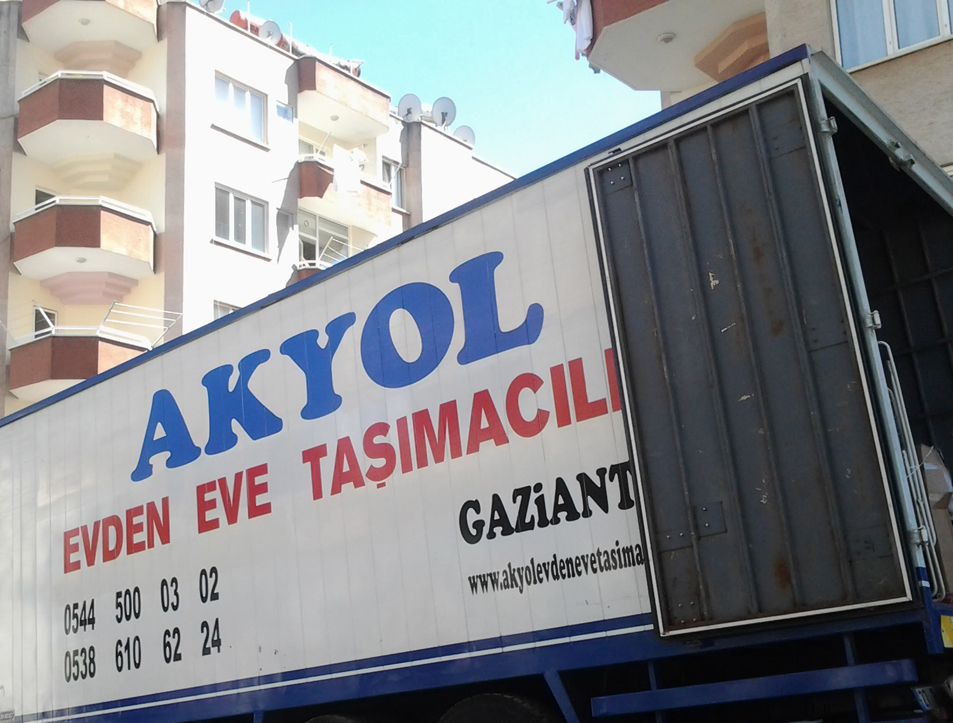 AKYOL
EVDEN EVE TAŞIMACILI
GAZiANT
www.akyolevdenevetasima
0544 500 03 02
0538 610 62 24